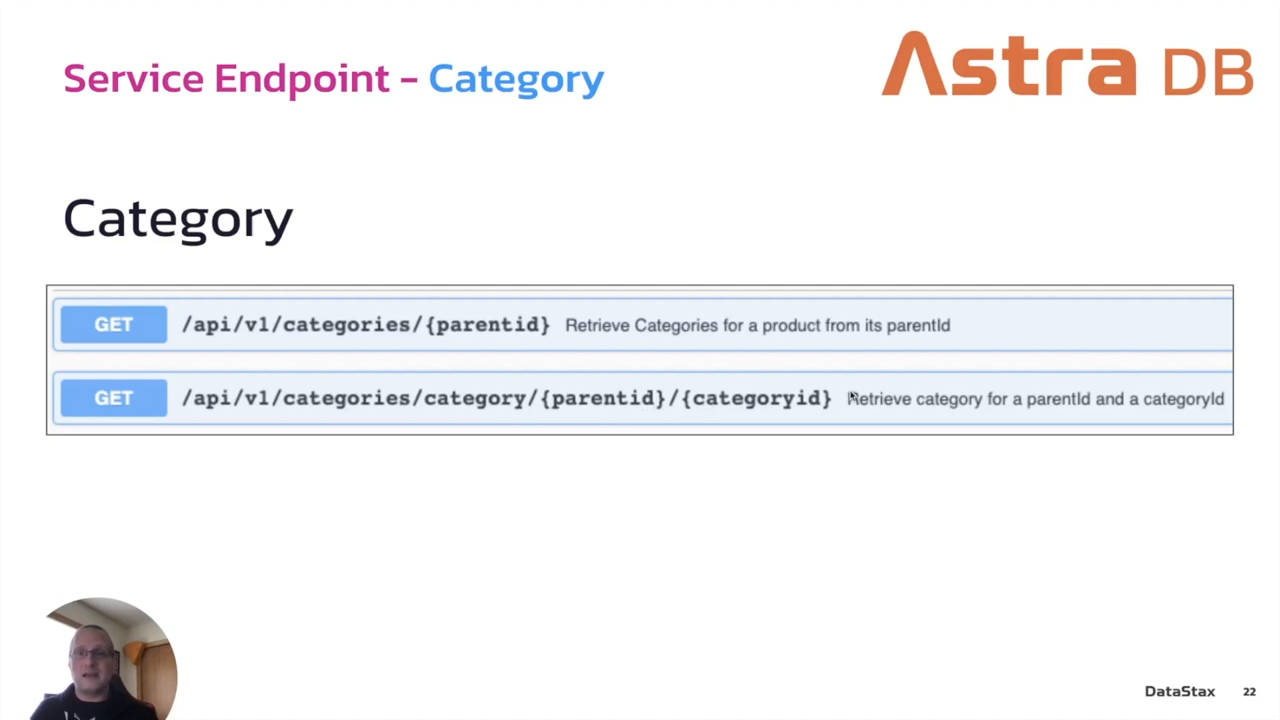 Service Endpoint - Category
Astra DB
Category
GET /api/v1/categories/{parentid} Retrieve Categories for a product from its parentId
GET /api/v1/categories/category/{parentid}/{categoryid} Retrieve category for a parentId and a categoryId
DataStax 22